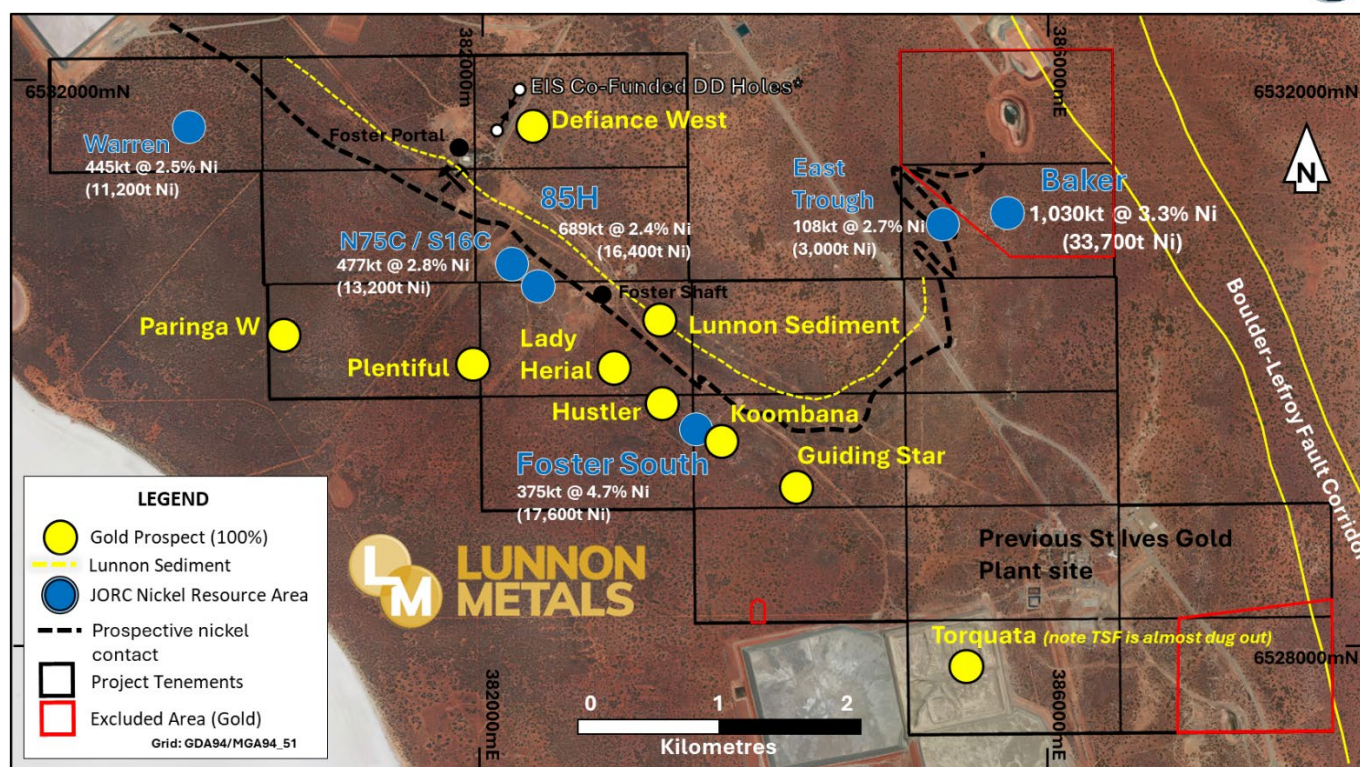 382000m
386000mE
6532000mN
6532000mN
EIS Co-Funded DD Holes*
Defiance West
Foster Portal
Warren
445kt @ 2.5% Ni
(11,200t Ni)
85H
689kt @ 2.4% Ni
(16,400t Ni)
East
Trough
108kt @ 2.7% Ni
(3,000t Ni)
Baker
1,030kt @ 3.3% Ni
(33,700t Ni)
N
N75C / S16C
477kt @ 2.8% Ni
(13,200t Ni)
Foster Shaft
Boulder-Lefroy Fault Corridor
Paringa W
Lunnon Sediment
Plentiful
Lady
Herial
Hustler
Koombana
Foster South
375kt @ 4.7% Ni
(17,600t Ni)
Guiding Star
LEGEND
Gold Prospect (100%)
Lunnon Sediment
JORC Nickel Resource Area
Prospective nickel
contact
Project Tenements
Excluded Area (Gold)
Grid: GDA94/MGA94_51
LM
LUNNON
METALS
Previous St Ives Gold
Plant site
Torquata (note TSF is almost dug out)
6528000mN
382000mE
386000mE
0 1 2
Kilometres